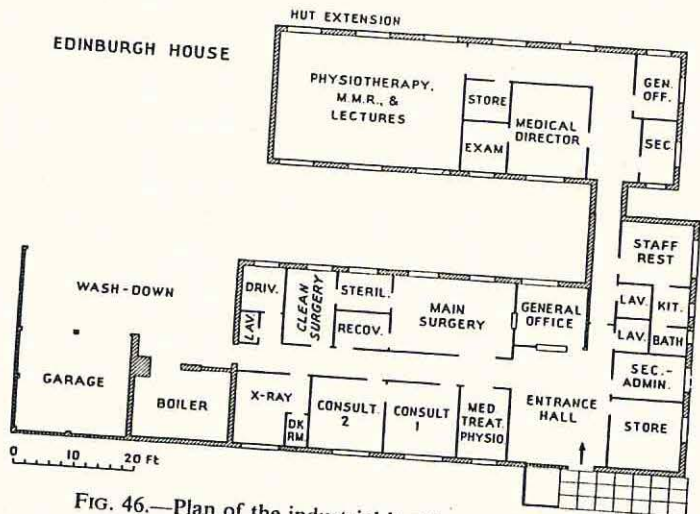 HUT EXTENSION
EDINBURGH HOUSE
PHYSIOTHERAPY,
M.M.R., &
LECTURES
STORE
EXAM
MEDICAL
DIRECTOR
GEN.
OFF.
SEC.
STAFF
REST
LAV.
KIT.
LAV.
BATH
SEC.-
ADMIN.
STORE
WASH-DOWN
GARAGE
BOILER
DRIV.
LAV.
CLEAN
SURGERY
STERIL.
RECOV.
MAIN
SURGERY
GENERAL
OFFICE
X-RAY
DK.
RM.
CONSULT.
2
CONSULT
1
MED
TREAT.
PHYSIO.
ENTRANCE
HALL
0 10 20 Ft
FIG. 46.—Plan of the industrial